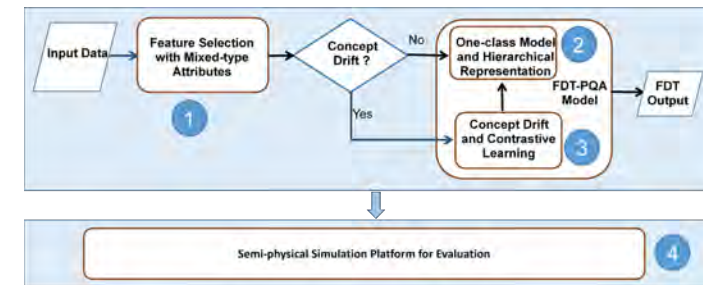 Input Data
Feature Selection
with Mixed-type
Attributes
1
Concept
Drift ?
No
Yes
One-class Model
and Hierarchical
Representation
2
FDT-PQA
Model
Concept Drift
and Contrastive
Learning
3
FDT
Output
Semi-physical Simulation Platform for Evaluation
4